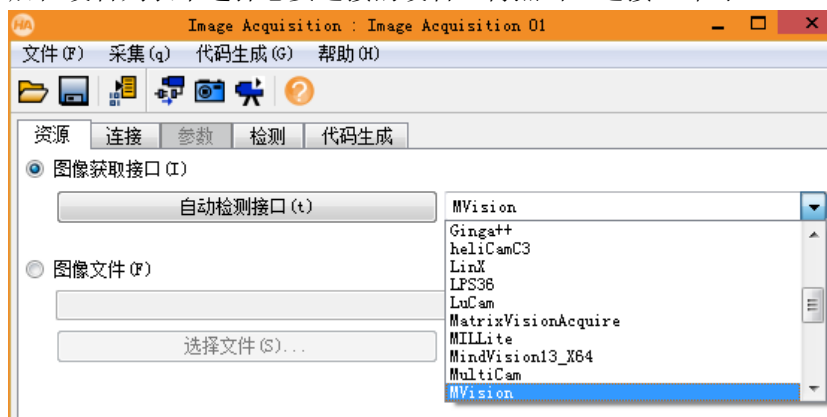 Image Acquisition : Image Acquisition 01
文件(F) 采集(q) 代码生成(G) 帮助(H)
资源 连接 参数 检测 代码生成
图像获取接口(I)
自动检测接口(t) MVision
Ginga++
heliCamC3
图像文件(F)
LinX
LPS36
LuCam
MatrixVisionAcquire
选择文件(S)...
MILLite
MindVision13_X64
MultiCam
MVision